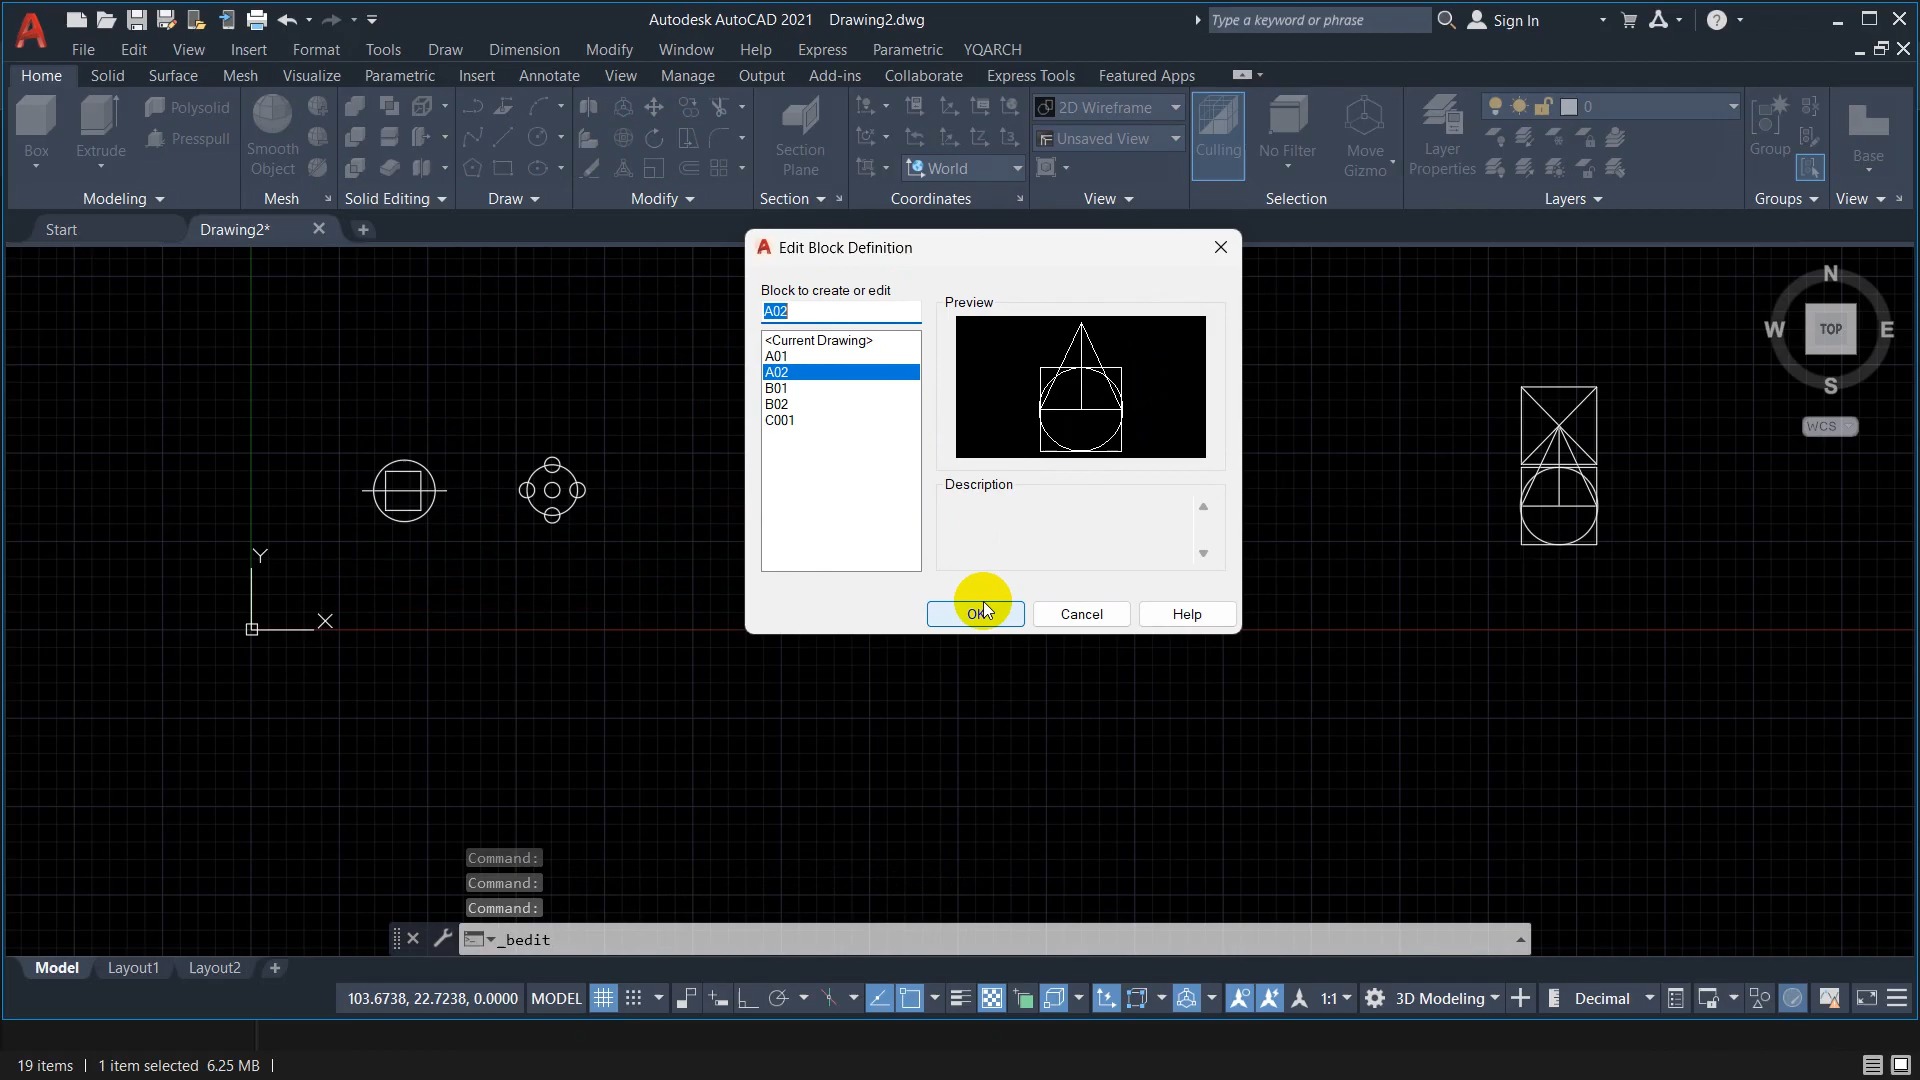 Autodesk AutoCAD 2021 Drawing2.dwg
Type a keyword or phrase
Sign In
File Edit View Insert Format Tools Draw Dimension Modify Window Help Express Parametric YQARCH
Home Solid Surface Mesh Visualize Parametric Insert Annotate View Manage Output Add-ins Collaborate Express Tools Featured Apps
Box
Extrude
Polysolid
Presspull
Smooth
Object
Section
Plane
World
2D Wireframe
Unsaved View
Culling
No Filter
Move
Gizmo
Layer
Properties
0
Group
Base
Modeling Mesh Solid Editing Draw Modify Section Coordinates View Selection Layers Groups View
Start Drawing2*
Edit Block Definition
Block to create or edit
A02
<Current Drawing>
A01
A02
B01
B02
C001
Preview
Description
OK Cancel Help
N
W TOP E
S
WCS
Y
X
Command:
Command:
Command:
_bedit
Model Layout1 Layout2
103.6738, 22.7238, 0.0000 MODEL 1:1 3D Modeling Decimal
19 items 1 item selected 6.25 MB